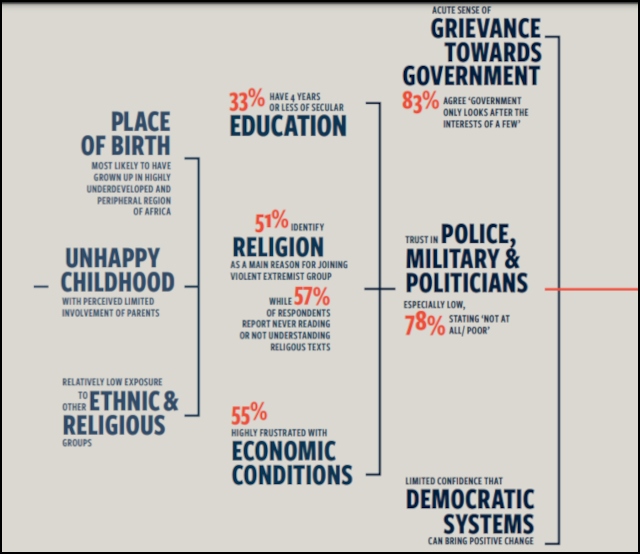 PLACE
OF BIRTH
MOST LIKELY TO HAVE
GROWN UP IN HIGHLY
UNDERDEVELOPED AND
PERIPHERAL REGION
OF AFRICA
UNHAPPY
CHILDHOOD
WITH PERCEIVED LIMITED
INVOLVEMENT OF PARENTS
RELATIVELY LOW EXPOSURE
TO
OTHER ETHNIC &
RELIGIOUS
GROUPS
33% HAVE 4 YEARS
OR LESS OF SECULAR
EDUCATION
51% IDENTIFY
RELIGION
AS A MAIN REASON FOR JOINING
VIOLENT EXTREMIST GROUP
WHILE 57%
OF RESPONDENTS
REPORT NEVER READING
OR NOT UNDERSTANDING
RELIGOUS TEXTS
55%
HIGHLY FRUSTRATED WITH
ECONOMIC
CONDITIONS
ACUTE SENSE OF
GRIEVANCE
TOWARDS
GOVERNMENT
83% AGREE ‘GOVERNMENT
ONLY LOOKS AFTER THE
INTERESTS OF A FEW’
TRUST IN POLICE,
MILITARY &
POLITICIANS
ESPECIALLY LOW,
78% STATING ‘NOT AT
ALL/ POOR’
LIMITED CONFIDENCE THAT
DEMOCRATIC
SYSTEMS
CAN BRING POSITIVE CHANGE